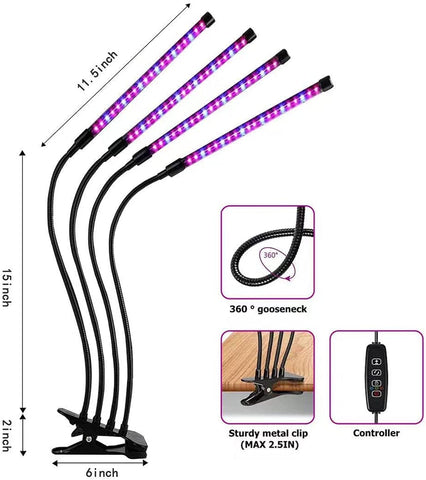 11.5inch
15inch
2inch
6inch
360°
360 ° gooseneck
Sturdy metal clip
(MAX 2.5IN)
Controller